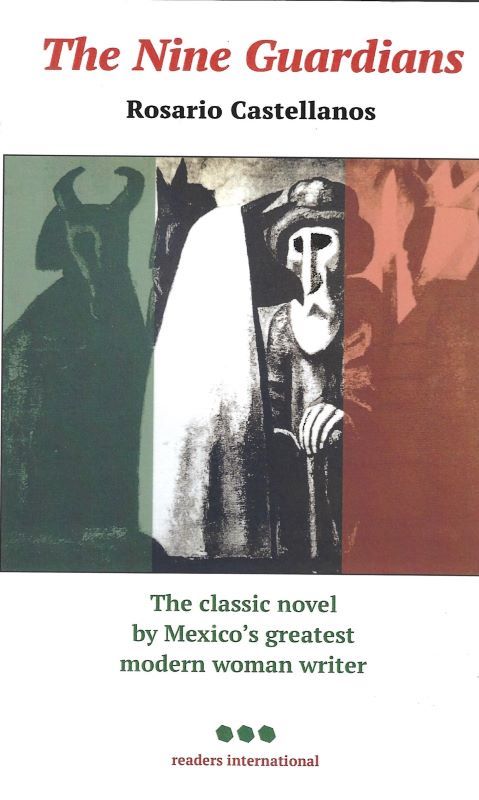 The Nine Guardians
Rosario Castellanos
The classic novel
by Mexico's greatest
modern woman writer
readers international